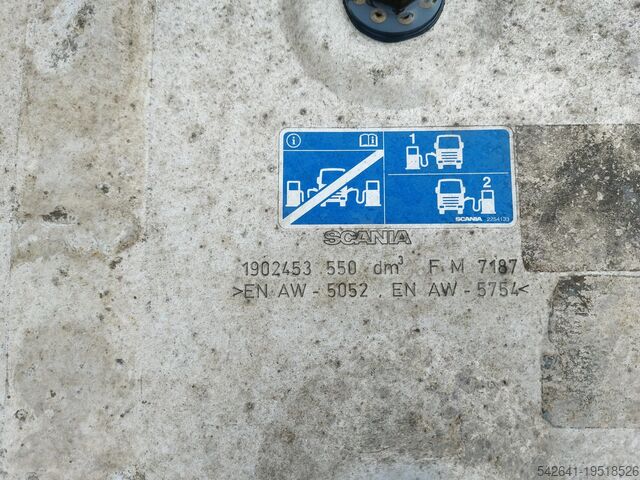 1
2
SCANIA 2254133
SCANIA
1902453 550 dm³ F M 7187
>EN AW - 5052 , EN AW - 5754<
542641-19518526